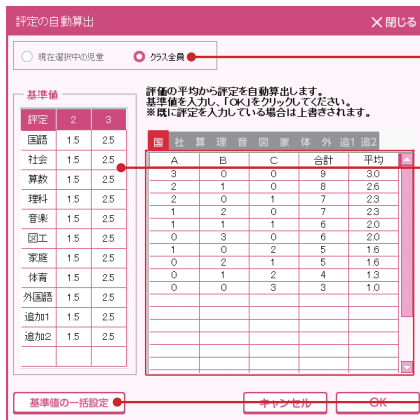 評定の自動算出
×閉じる
現在選択中の児童
クラス全員
基準値
評定 2 3
国語 1.5 2.5
社会 1.5 2.5
算数 1.5 2.5
理科 1.5 2.5
音楽 1.5 2.5
図工 1.5 2.5
家庭 1.5 2.5
体育 1.5 2.5
外国語 1.5 2.5
追加1 1.5 2.5
追加2 1.5 2.5
評価の平均から評定を自動算出します。
基準値を入力し、「OK」をクリックしてください。
※既に評定を入力している場合は上書きされます。
国 社 算 理 音 図 家 体 外 追1 追2
A B C 合計 平均
3 0 0 9 3.0
2 1 0 8 2.6
2 0 1 7 2.3
1 2 0 7 2.3
1 1 1 6 2.0
0 3 0 6 2.0
1 0 2 5 1.6
0 2 1 5 1.6
0 1 2 4 1.3
0 0 3 3 1.0
基準値の一括設定
キャンセル
OK